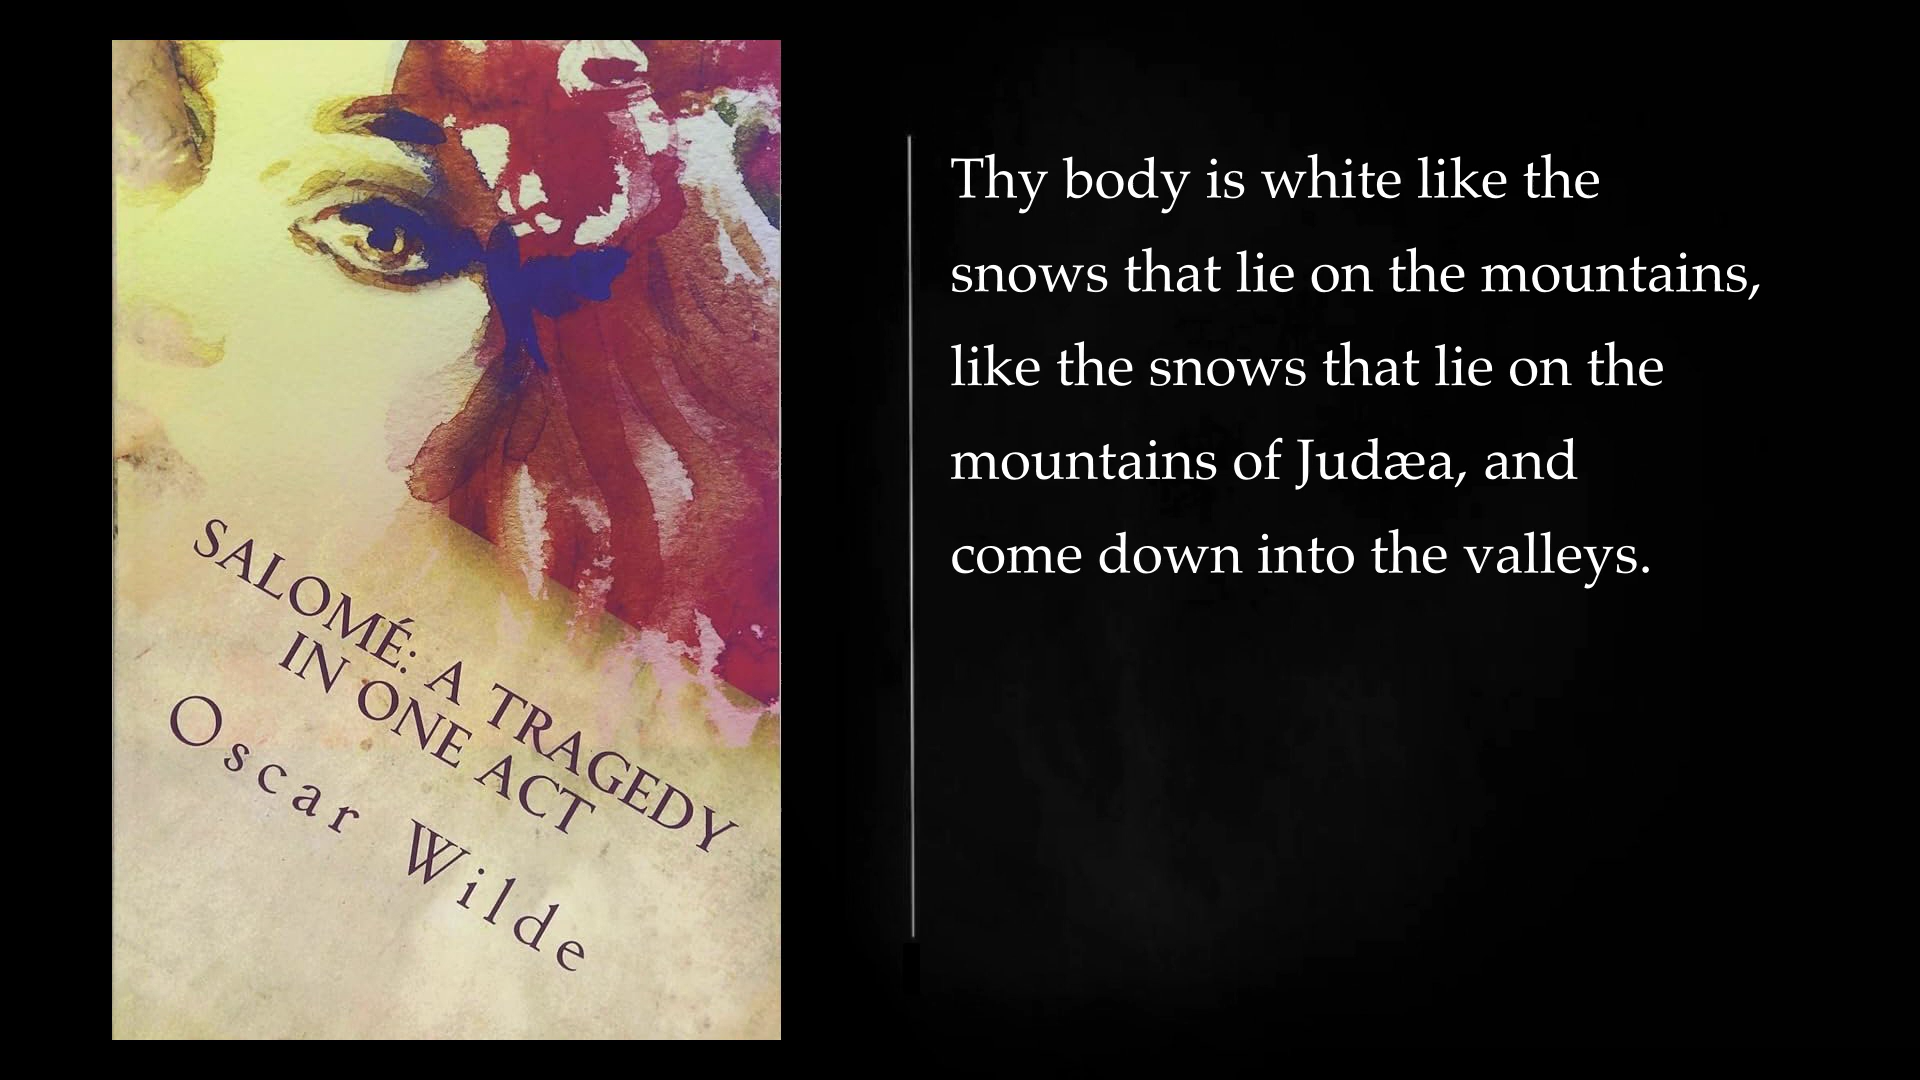 SALOMÉ: A TRAGEDY
IN ONE ACT
Oscar Wilde
Thy body is white like the
snows that lie on the mountains,
like the snows that lie on the
mountains of Judæa, and
come down into the valleys.